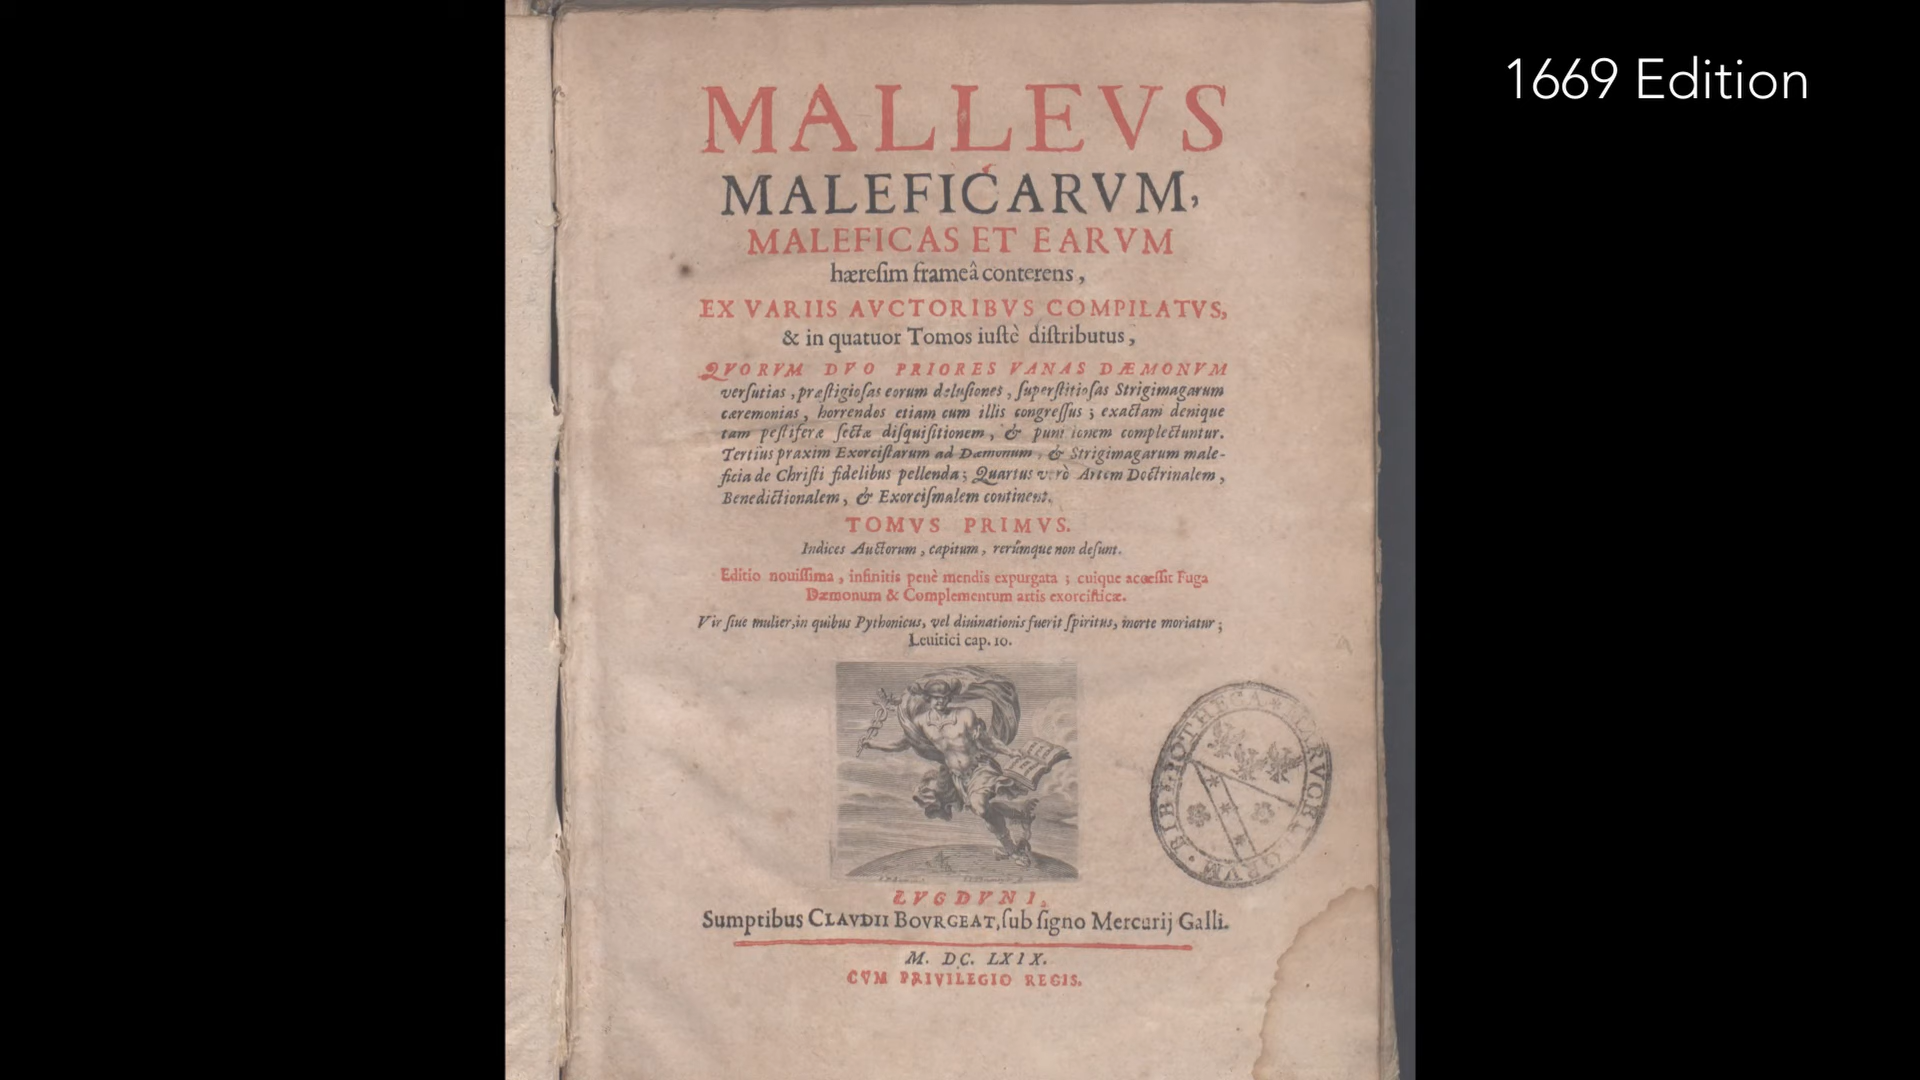 1669 Edition
MALLEVS
MALEFICARVM,
MALEFICAS ET EARVM
hæreſim frameâ conterens,
EX VARIIS AVCTORIBVS COMPILATVS,
& in quatuor Tomos iuſtè diſtributus,
QVORVM DVO PRIORES VANAS DÆMONVM
verſutias, præſtigioſas eorum deluſiones, ſuperſtitioſas Strigimagarum
cæremonias, horrendos etiam cum illis congreſſus; exactam denique
tam peſtiferæ ſectæ diſquiſitionem, & punitionem complectuntur.
Tertius praxim Exorciſtarum ad Dæmonum, & Strigimagarum male-
ficia de Chriſti fidelibus pellenda; Quartus verò Artem Doctrinalem,
Benedictionalem, & Exorciſmalem continent.
TOMVS PRIMVS.
Indices Auctorum, capitum, rerúmque non deſunt.
Editio nouiſſima, infinitis penè mendis expurgata; cuique acceſſit Fuga
Dæmonum & Complementum artis exorciſticæ.
Vir ſiue mulier, in quibus Pythonicus, vel diuinationis fuerit ſpiritus, morte moriatur;
Leuitici cap. 10.
BIBLIOTHECA
LVGDVNI,
Sumptibus CLAVDII BOVRGEAT, ſub ſigno Mercurij Galli.
M. DC. LXIX.
CVM PRIVILEGIO REGIS.